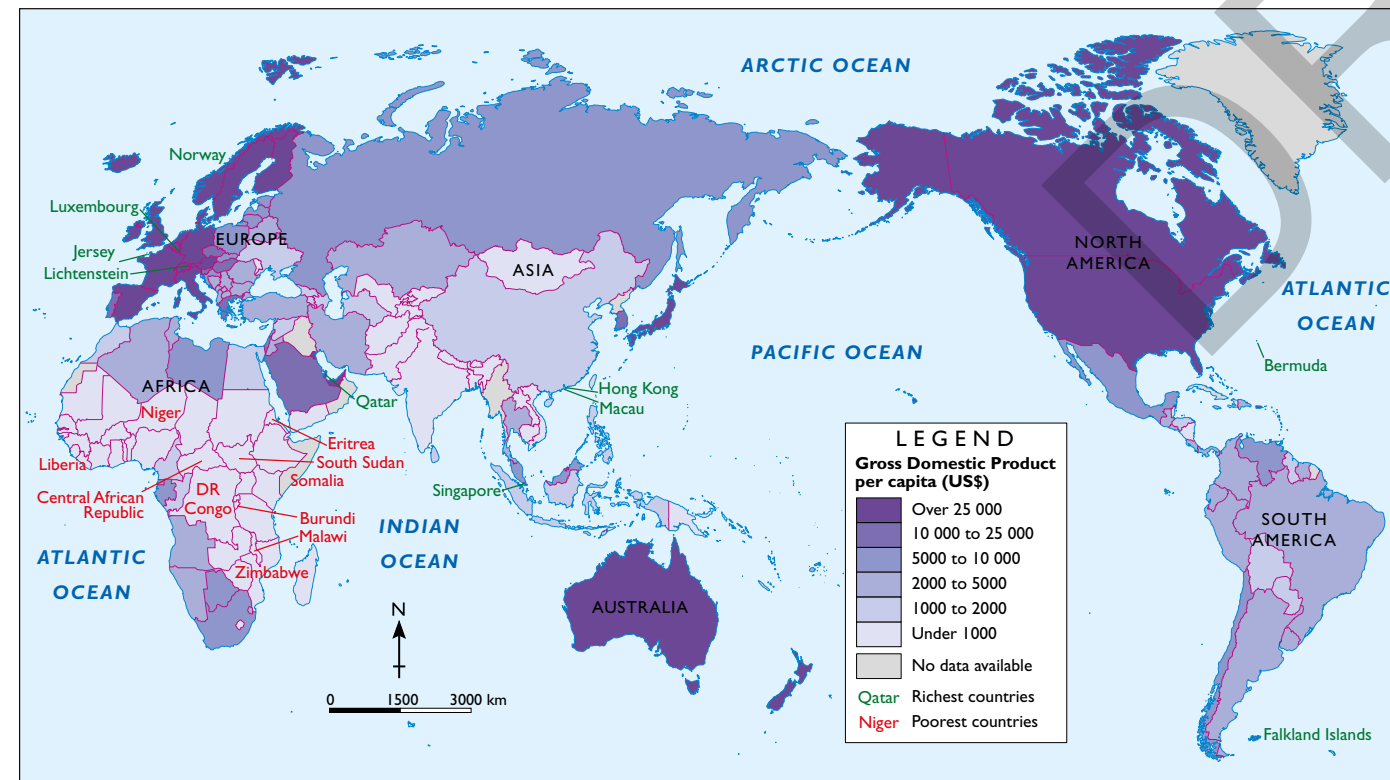 ARCTIC OCEAN
Norway
Luxembourg
EUROPE
Jersey
Lichtenstein
ASIA
NORTH
AMERICA
ATLANTIC
OCEAN
PACIFIC OCEAN
Bermuda
AFRICA
Qatar
Hong Kong
Macau
Niger
Eritrea
South Sudan
Somalia
Liberia
Central African
Republic
DR
Congo
Singapore
Burundi
Malawi
Zimbabwe
INDIAN
OCEAN
ATLANTIC
OCEAN
AUSTRALIA
SOUTH
AMERICA
N
0 1500 3000 km
LEGEND
Gross Domestic Product
per capita (US$)
Over 25 000
10 000 to 25 000
5000 to 10 000
2000 to 5000
1000 to 2000
Under 1000
No data available
Qatar Richest countries
Niger Poorest countries
Falkland Islands